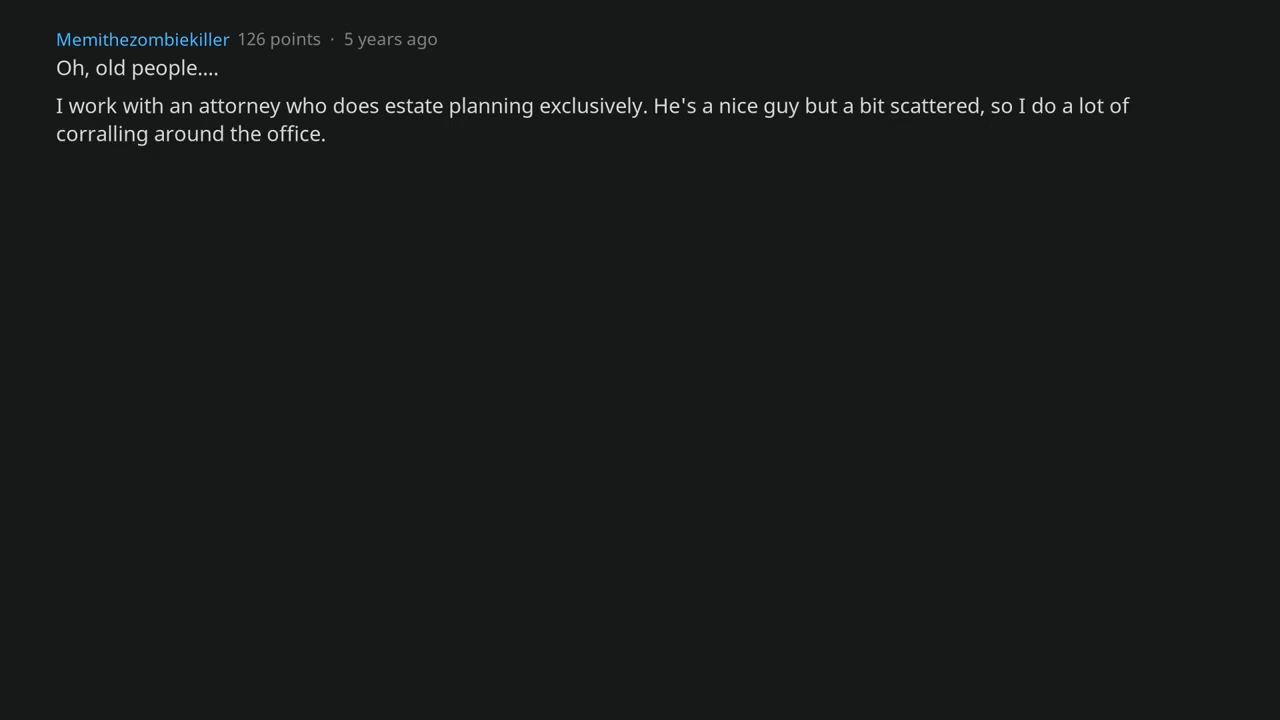 Memithezombiekiller 126 points · 5 years ago
Oh, old people....
I work with an attorney who does estate planning exclusively. He's a nice guy but a bit scattered, so I do a lot of
corralling around the office.